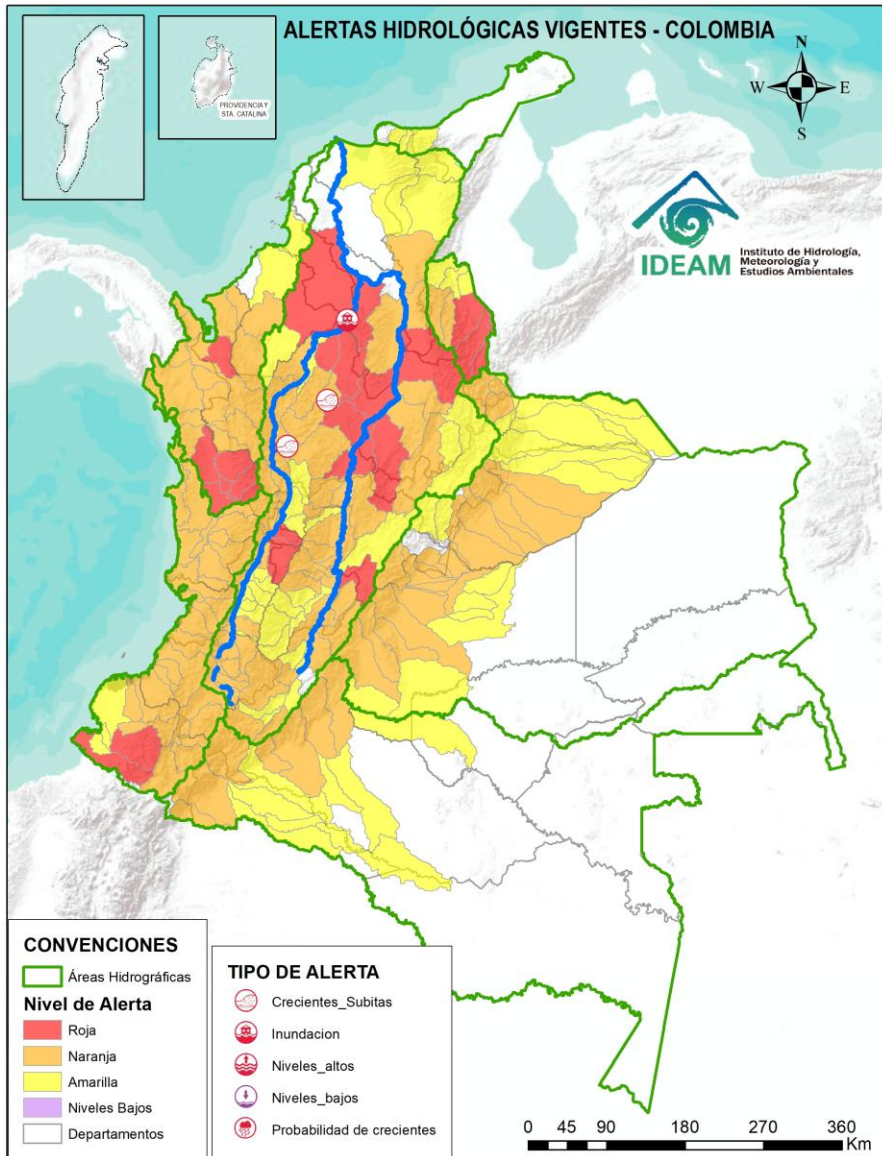 ALERTAS HIDROLÓGICAS VIGENTES - COLOMBIA
PROVIDENCIA Y
STA. CATALINA
N
W
E
S
IDEAM
Instituto de Hidrología,
Meteorología y
Estudios Ambientales
CONVENCIONES
Áreas Hidrográficas
Nivel de Alerta
Roja
Naranja
Amarilla
Niveles Bajos
Departamentos
TIPO DE ALERTA
Crecientes_Subitas
Inundacion
Niveles_altos
Niveles_bajos
Probabilidad de crecientes
0 45 90 180 270 360
Km